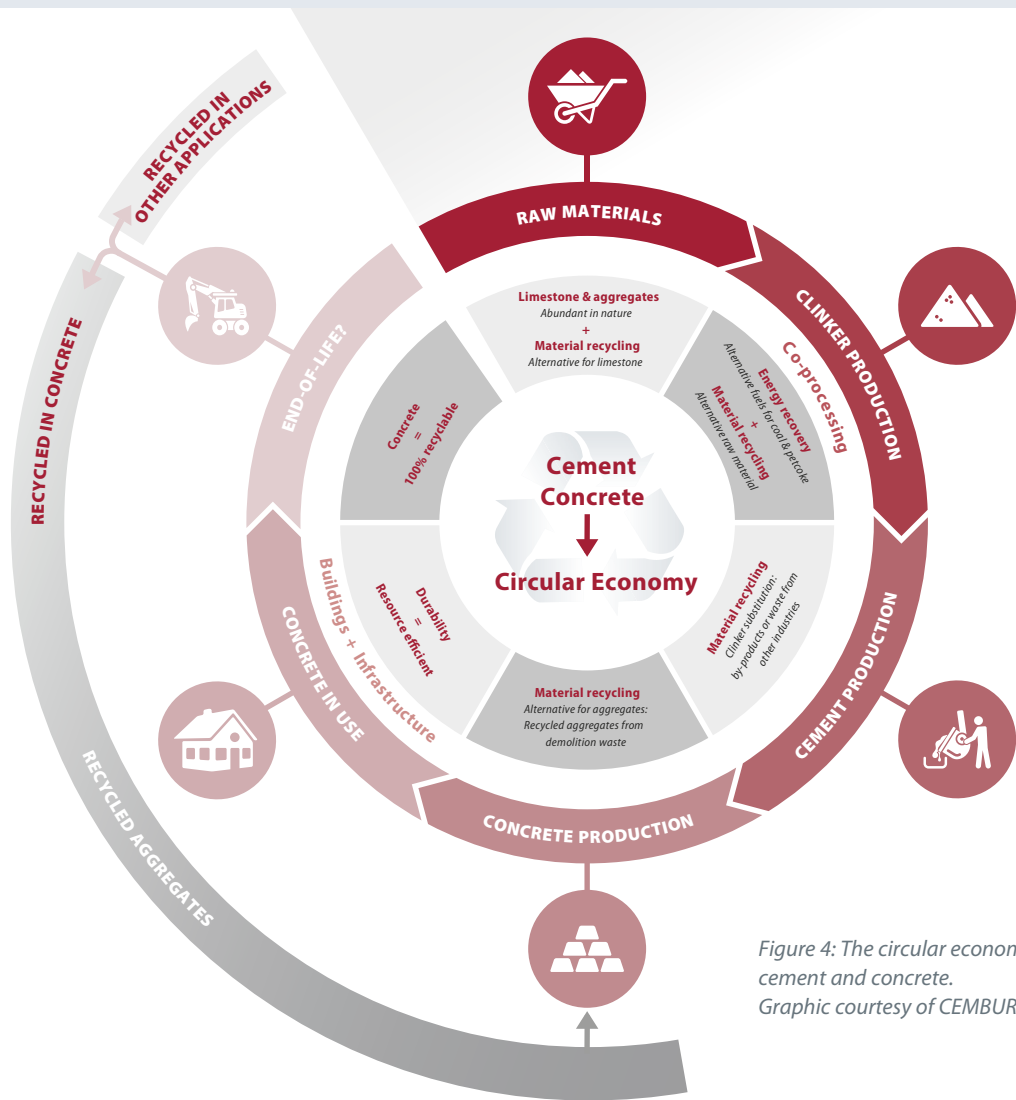 RECYCLED IN
OTHER APPLICATIONS
RECYCLED IN CONCRETE
RECYCLED AGGREGATES
RAW MATERIALS
CLINKER PRODUCTION
CEMENT PRODUCTION
CONCRETE PRODUCTION
CONCRETE IN USE
END-OF-LIFE?
Limestone & aggregates
Abundant in nature
+
Material recycling
Alternative for limestone
Co-processing
Energy recovery
Alternative fuels for coal & petcoke
+
Material recycling
Alternative raw material
Material recycling
Clinker substitution:
by-products or waste from
other industries
Material recycling
Alternative for aggregates:
Recycled aggregates from
demolition waste
Buildings + Infrastructure
Durability
=
Resource efficient
Concrete
=
100% recyclable
Cement
Concrete
Circular Economy
Figure 4: The circular econom
cement and concrete.
Graphic courtesy of CEMBUR